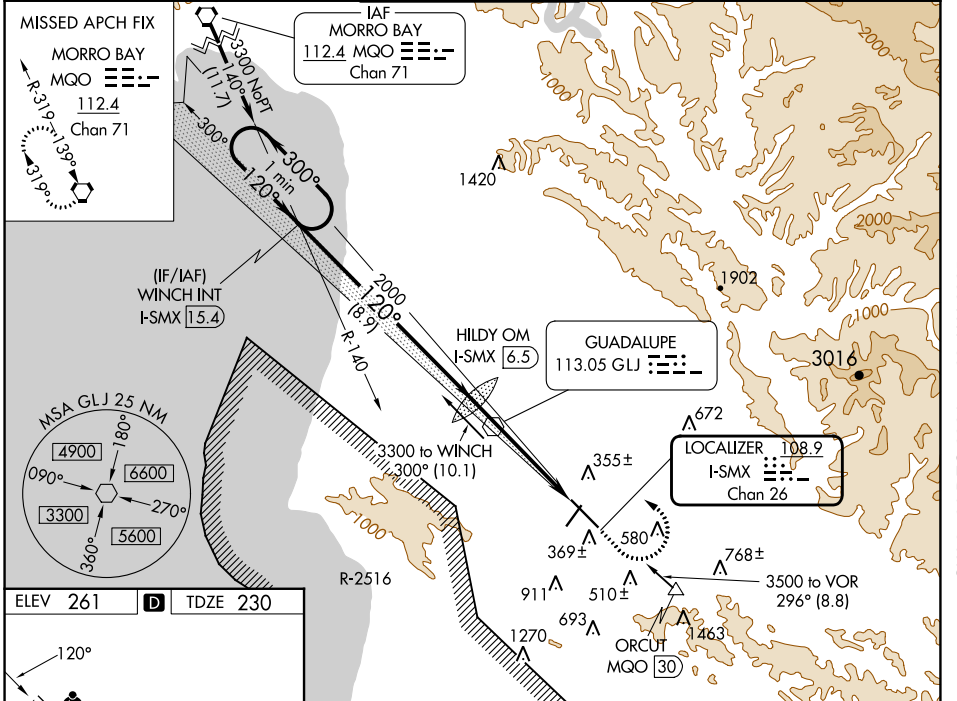 MISSED APCH FIX
MORRO BAY
MQO
112.4
Chan 71
R-319
139°
319°
IAF
MORRO BAY
112.4 MQO
Chan 71
3300 NoPT
140°
(11.7)
300°
300°
1 min
120°
(IF/IAF)
WINCH INT
I-SMX 15.4
2000
120°
(8.9)
R-140
HILDY OM
I-SMX 6.5
GUADALUPE
113.05 GLJ
3300 to WINCH
300° (10.1)
LOCALIZER 108.9
I-SMX
Chan 26
1420
1902
3016
672
355±
369±
580
768±
911
510±
693
1463
1270
2000
1000
2000
1000
1000
3500 to VOR
296° (8.8)
ORCUT
MQO 30
R-2516
MSA GLJ 25 NM
4900
180°
090°
6600
3300
270°
5600
360°
ELEV 261 D TDZE 230
120°